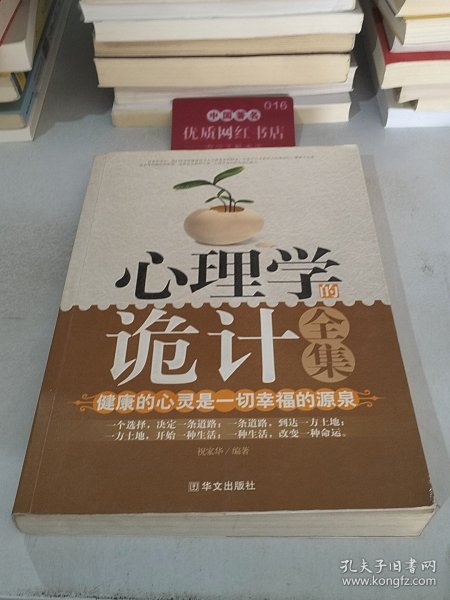 016
中国著名
优质网红书店
心理学的
诡计全集
健康的心灵是一切幸福的源泉
一个选择，决定一条道路；一条道路，到达一方土地；
一方土地，开始一种生活；一种生活，改变一种命运。
祝家华/编著
华文出版社
孔夫子旧书网
www.kongfz.com